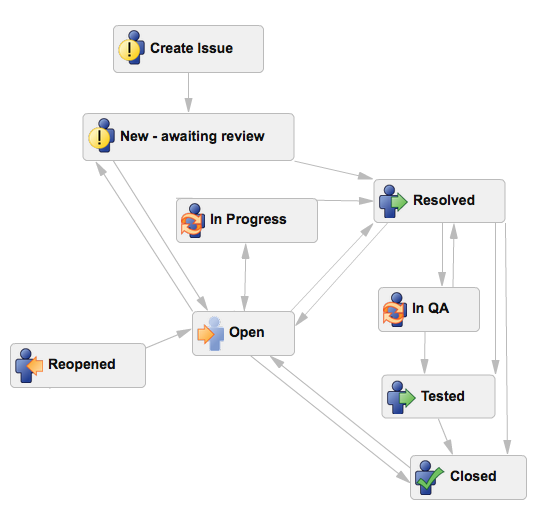 Create Issue
New - awaiting review
Resolved
In Progress
In QA
Open
Reopened
Tested
Closed